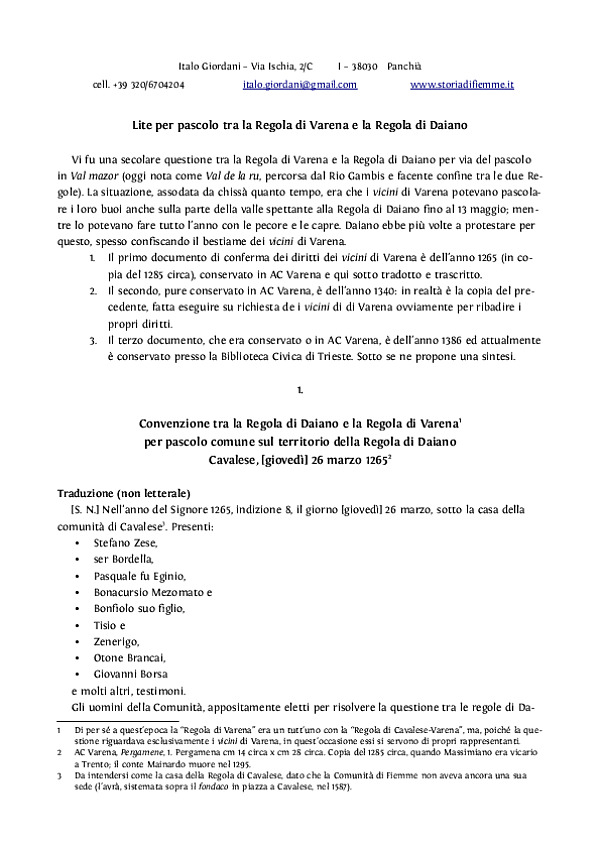 Italo Giordani – Via Ischia, 2/C I – 38030 Panchià
cell. +39 320/6704204 italo.giordani@gmail.com www.storiadifiemme.it
Lite per pascolo tra la Regola di Varena e la Regola di Daiano
Vi fu una secolare questione tra la Regola di Varena e la Regola di Daiano per via del pascolo
in Val mazor (oggi nota come Val de la ru, percorsa dal Rio Gambis e facente confine tra le due Re-
gole). La situazione, assodata da chissà quanto tempo, era che i vicini di Varena potevano pascola-
re i loro buoi anche sulla parte della valle spettante alla Regola di Daiano fino al 13 maggio; men-
tre lo potevano fare tutto l'anno con le pecore e le capre. Daiano ebbe più volte a protestare per
questo, spesso confiscando il bestiame dei vicini di Varena.
1. Il primo documento di conferma dei diritti dei vicini di Varena è dell'anno 1265 (in co-
pia del 1285 circa), conservato in AC Varena e qui sotto tradotto e trascritto.
2. Il secondo, pure conservato in AC Varena, è dell'anno 1340: in realtà è la copia del pre-
cedente, fatta eseguire su richiesta de i vicini di di Varena ovviamente per ribadire i
propri diritti.
3. Il terzo documento, che era conservato o in AC Varena, è dell'anno 1386 ed attualmente
è conservato presso la Biblioteca Civica di Trieste. Sotto se ne propone una sintesi.
1.
Convenzione tra la Regola di Daiano e la Regola di Varena1
per pascolo comune sul territorio della Regola di Daiano
Cavalese, [giovedì] 26 marzo 12652
Traduzione (non letterale)
[S. N.] Nell'anno del Signore 1265, indizione 8, il giorno [giovedì] 26 marzo, sotto la casa della
comunità di Cavalese3. Presenti:
• Stefano Zese,
• ser Bordella,
• Pasquale fu Eginio,
• Bonacursio Mezomato e
• Bonfiolo suo figlio,
• Tisio e
• Zenerigo,
• Otone Brancai,
• Giovanni Borsa
e molti altri, testimoni.
Gli uomini della Comunità, appositamente eletti per risolvere la questione tra le regole di Da-
1 Di per sé a quest'epoca la "Regola di Varena" era un tutt'uno con la "Regola di Cavalese-Varena", ma, poiché la que-
stione riguardava esclusivamente i vicini di Varena, in quest'occasione essi si servono di propri rappresentanti.
2 AC Varena, Pergamene, 1. Pergamena cm 14 circa x cm 28 circa. Copia del 1285 circa, quando Massimiano era vicario
a Trento; il conte Mainardo muore nel 1295.
3 Da intendersi come la casa della Regola di Cavalese, dato che la Comunità di Fiemme non aveva ancora una sua
sede (l'avrà, sistemata sopra il fondaco in piazza a Cavalese, nel 1587).